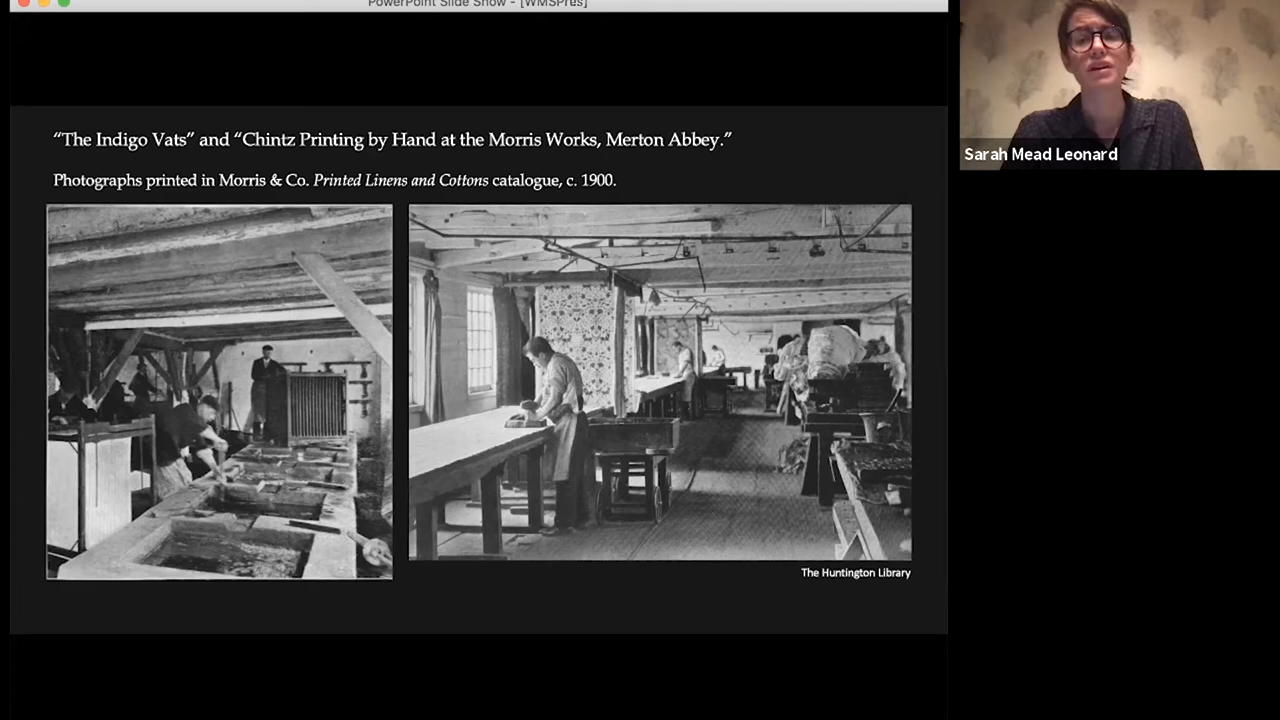 PowerPoint Slide Show - [WMSPres]
“The Indigo Vats” and “Chintz Printing by Hand at the Morris Works, Merton Abbey.”
Photographs printed in Morris & Co. Printed Linens and Cottons catalogue, c. 1900.
The Huntington Library
Sarah Mead Leonard